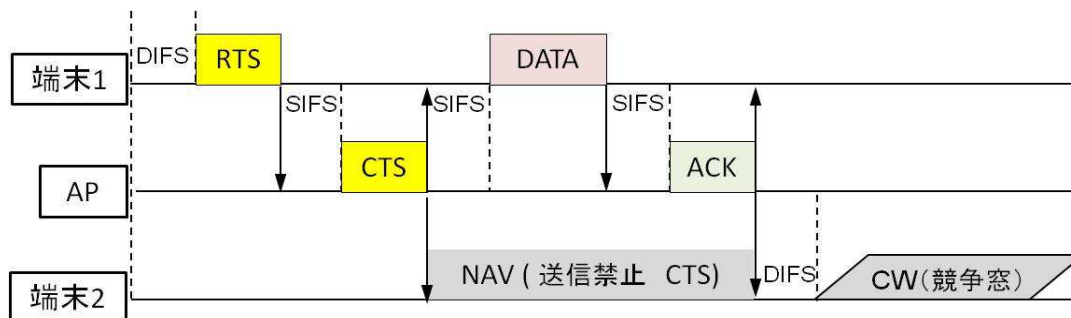 DIFS
RTS
DATA
端末1
SIFS
SIFS
SIFS
CTS
ACK
AP
NAV ( 送信禁止 CTS)
DIFS
CW(競争窓)
端末2